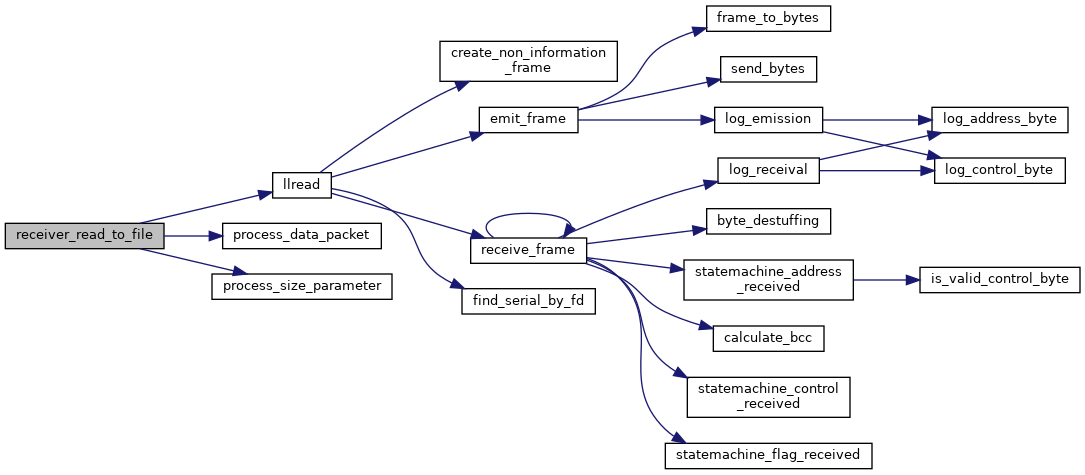 frame_to_bytes
create_non_information
_frame
send_bytes
emit_frame
log_emission
log_address_byte
log_receival
log_control_byte
llread
byte_destuffing
receiver_read_to_file
process_data_packet
receive_frame
statemachine_address
_received
is_valid_control_byte
process_size_parameter
find_serial_by_fd
calculate_bcc
statemachine_control
_received
statemachine_flag_received